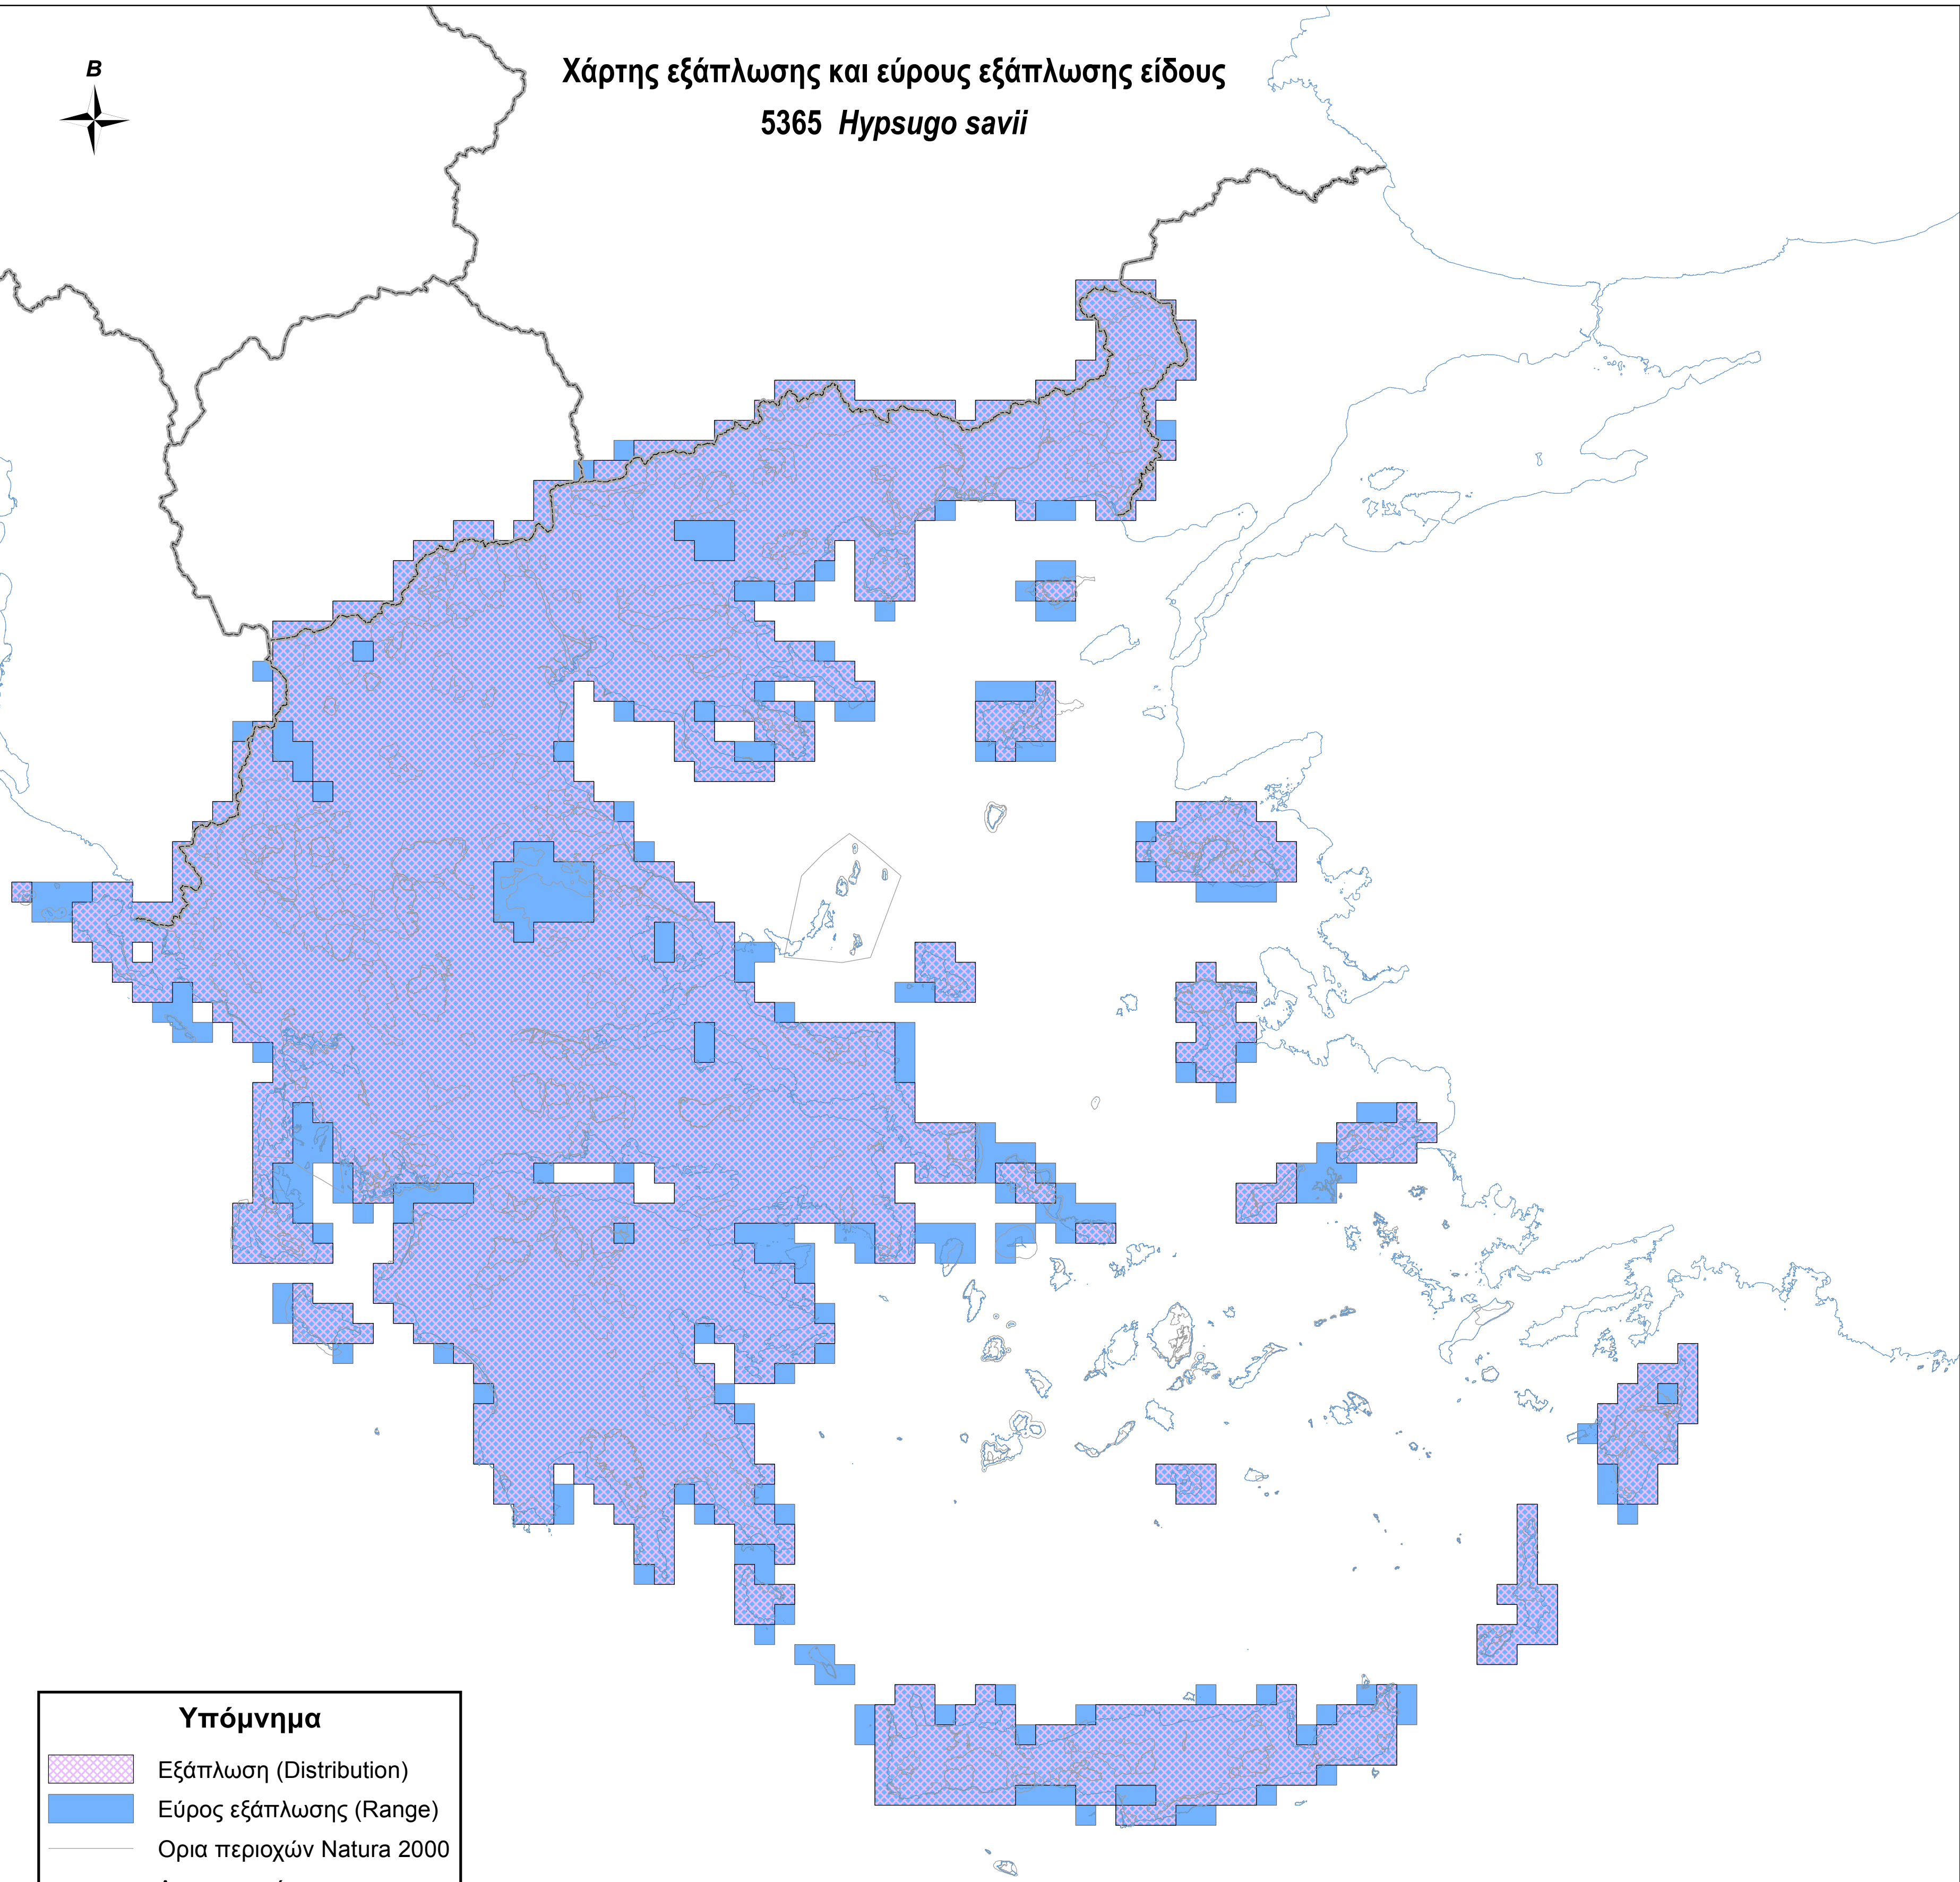 B
Χάρτης εξάπλωσης και εύρους εξάπλωσης είδους
5365 Hypsugo savii
Υπόμνημα
Εξάπλωση (Distribution)
Εύρος εξάπλωσης (Range)
Ορια περιοχών Natura 2000